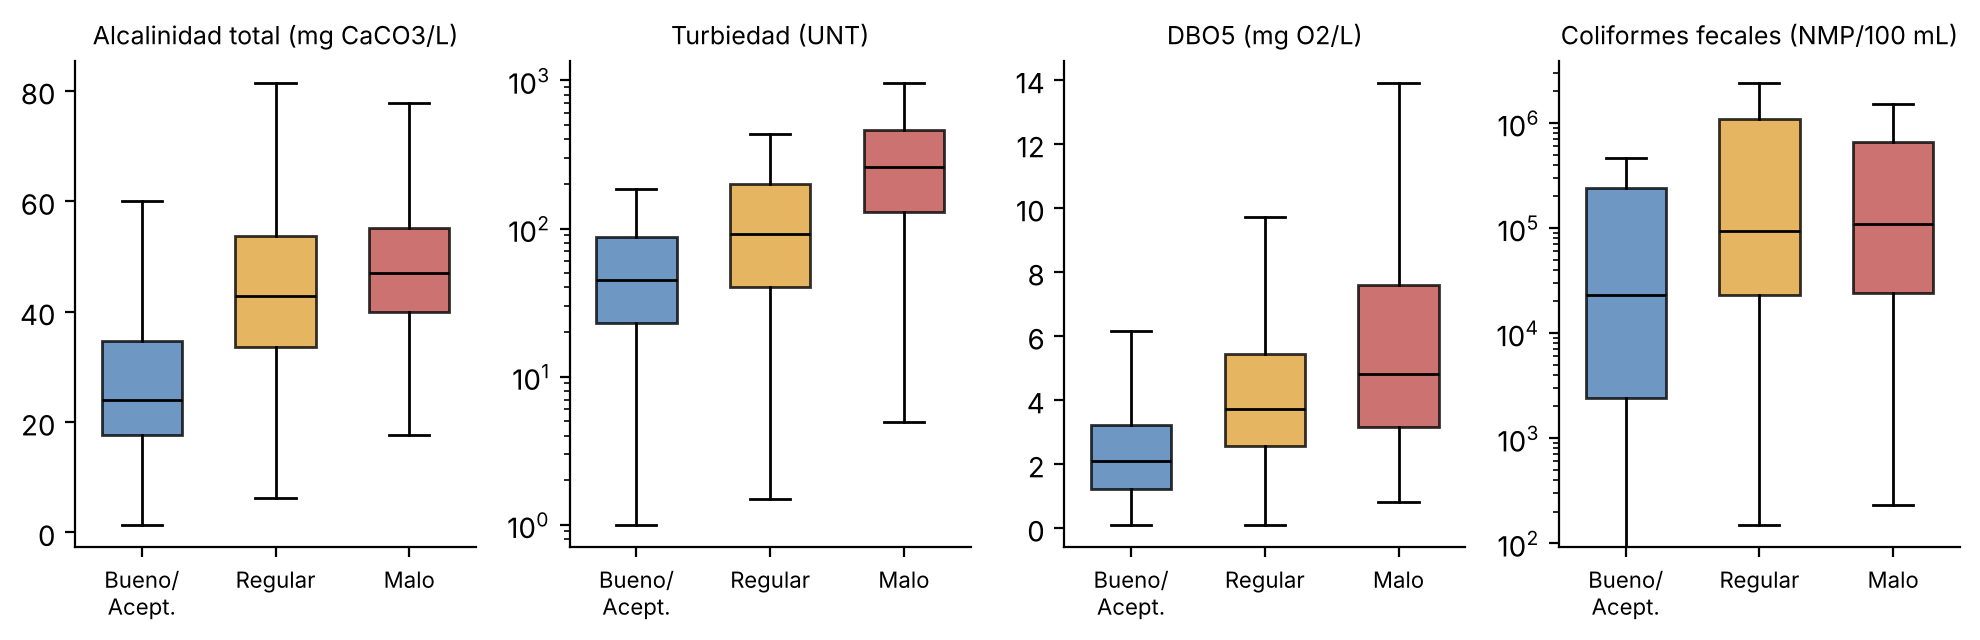 Alcalinidad total (mg CaCO3/L)
80
60
40
20
0
Bueno/
Acept.
Regular
Malo
Turbiedad (UNT)
10³
10²
10¹
10⁰
Bueno/
Acept.
Regular
Malo
DBO5 (mg O2/L)
14
12
10
8
6
4
2
0
Bueno/
Acept.
Regular
Malo
Coliformes fecales (NMP/100 mL)
10⁶
10⁵
10⁴
10³
10²
Bueno/
Acept.
Regular
Malo